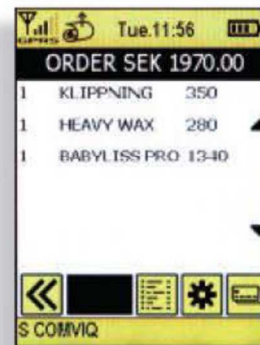 GPRS Tue.11:56
ORDER SEK 1970.00
1 KLIPPNING 350
1 HEAVY WAX 280
1 BABYLISS PRO 1340
S COMVIQ